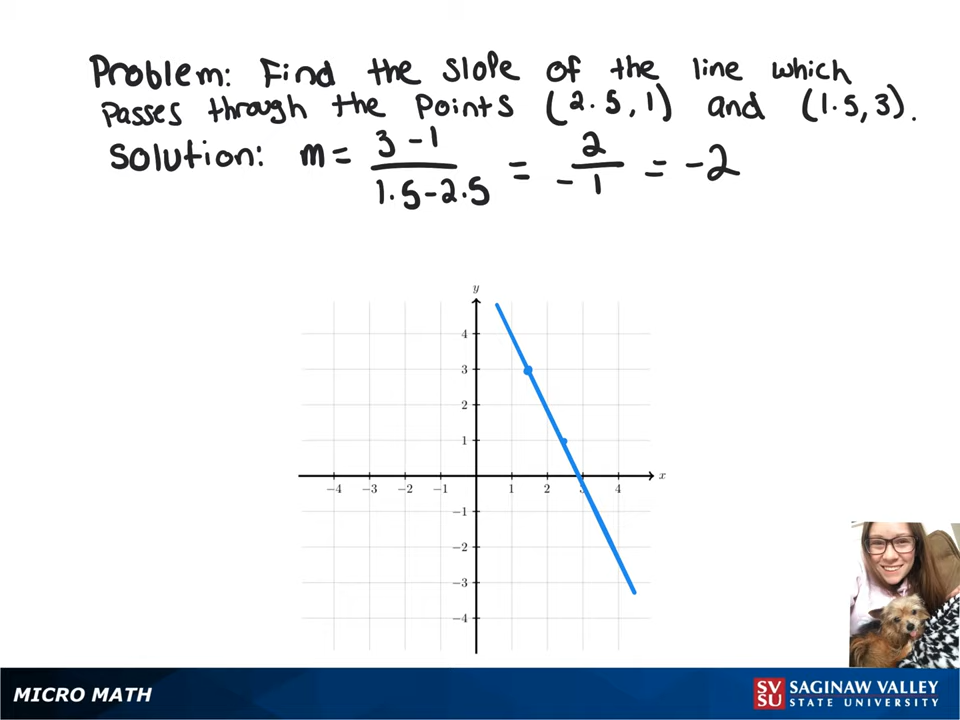 Problem: Find the slope of the line which
passes through the points (2.5, 1) and (1.5, 3).
Solution: m = 3 - 1 / 1.5 - 2.5 = 2 / -1 = -2
y
4
3
2
1
-4 -3 -2 -1 1 2 3 4 x
-1
-2
-3
-4
MICRO MATH
SVSU SAGINAW VALLEY
STATE UNIVERSITY